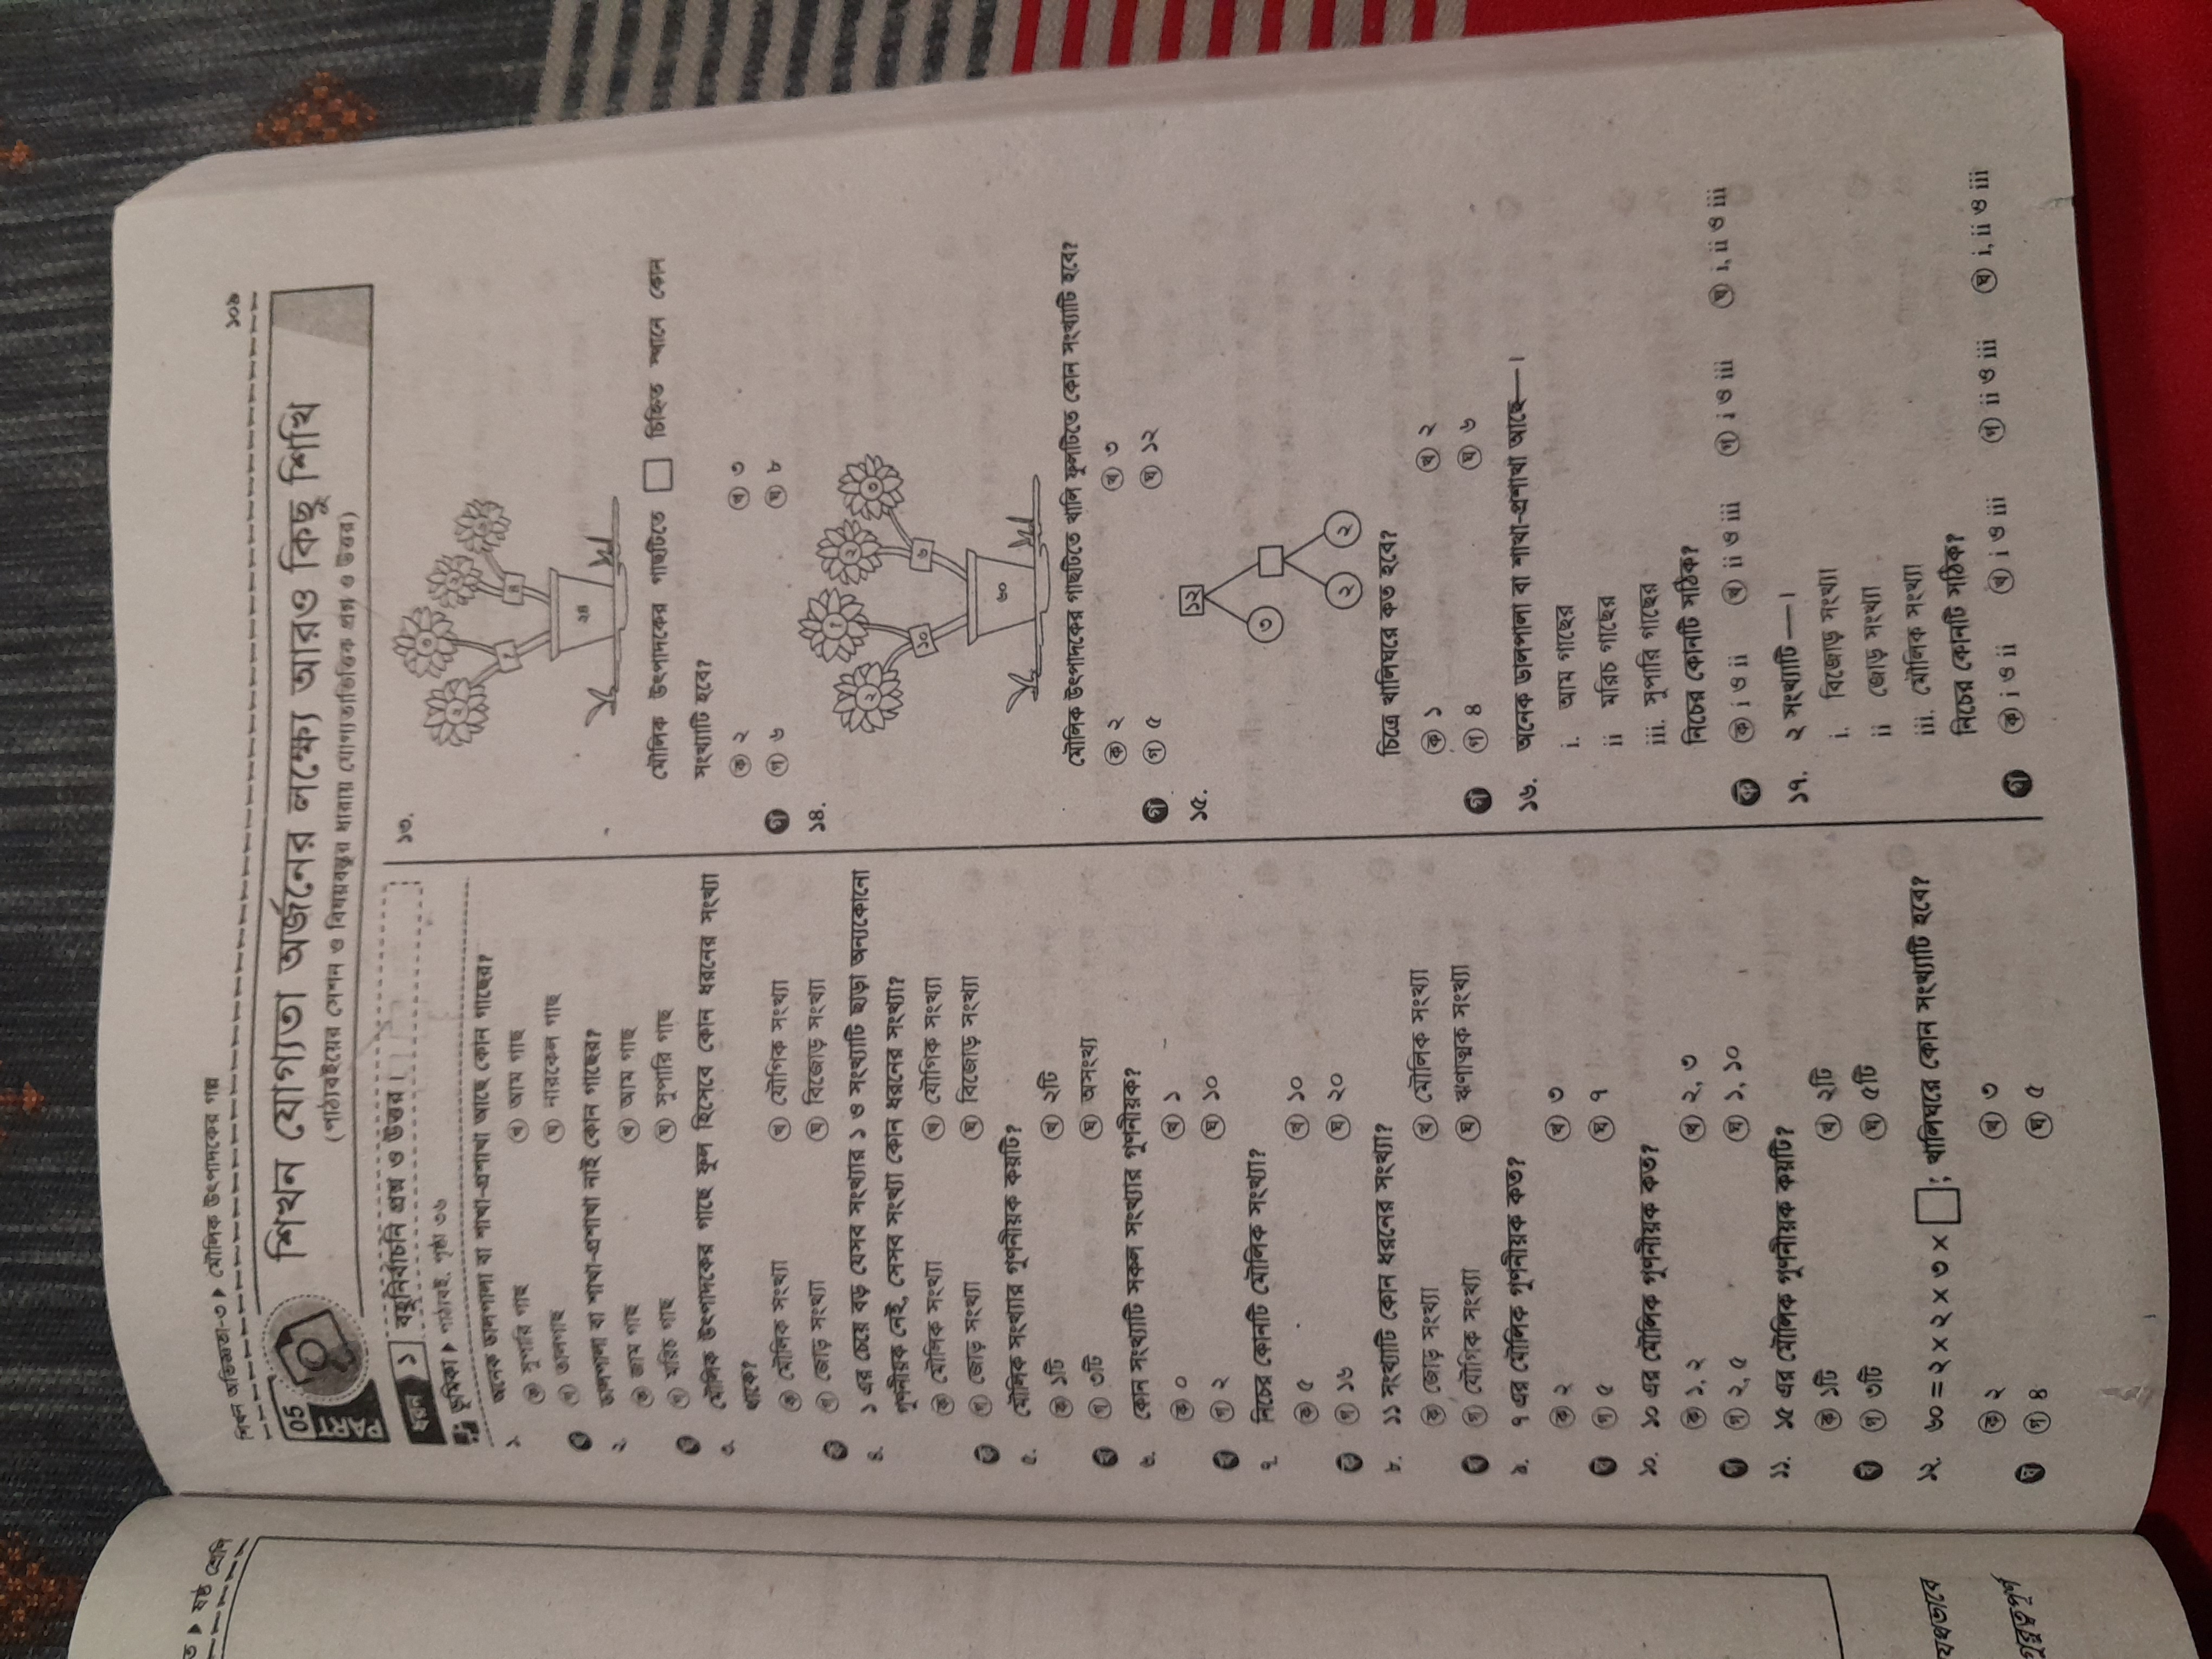 ত ▶ ষষ্ঠ শ্রেণি
যথভাবে
গুরুত্বপূর্ণ
শিখন অভিজ্ঞতা-৩ ▶ মৌলিক উৎপাদকের গল্প
১০৯
PART 05
শিখন যোগ্যতা অর্জনের লক্ষ্যে আরও কিছু শিখি
(পাঠ্যবইয়ের সেশন ও বিষয়বস্তুর ধারায় যোগ্যতাভিত্তিক প্রশ্ন ও উত্তর)
ধরন ১ বহুনির্বাচনি প্রশ্ন ও উত্তর।
ভূমিকা ▶ পাঠ্যবই, পৃষ্ঠা ৩৬
১. অনেক ডালপালা বা শাখা-প্রশাখা আছে কোন গাছের?
ক সুপারি গাছ খ আম গাছ
গ তালগাছ ঘ নারকেল গাছ
২. ডালপালা বা শাখা-প্রশাখা নাই কোন গাছের?
ক জাম গাছ খ আম গাছ
গ মরিচ গাছ ঘ সুপারি গাছ
৩. মৌলিক উৎপাদকের গাছে ফুল হিসেবে কোন ধরনের সংখ্যা
থাকে?
ক মৌলিক সংখ্যা খ যৌগিক সংখ্যা
গ জোড় সংখ্যা ঘ বিজোড় সংখ্যা
৪. ১ এর চেয়ে বড় যেসব সংখ্যার ১ ও সংখ্যাটি ছাড়া অন্যকোনো
গুণনীয়ক নেই, সেসব সংখ্যা কোন ধরনের সংখ্যা?
ক মৌলিক সংখ্যা খ যৌগিক সংখ্যা
গ জোড় সংখ্যা ঘ বিজোড় সংখ্যা
৫. মৌলিক সংখ্যার গুণনীয়ক কয়টি?
ক ১টি খ ২টি
গ ৩টি ঘ অসংখ্য
৬. কোন সংখ্যাটি সকল সংখ্যার গুণনীয়ক?
ক ০ খ ১
গ ২ ঘ ১০
৭. নিচের কোনটি মৌলিক সংখ্যা?
ক ৫ খ ১০
গ ১৬ ঘ ২০
৮. ১১ সংখ্যাটি কোন ধরনের সংখ্যা?
ক জোড় সংখ্যা খ মৌলিক সংখ্যা
গ যৌগিক সংখ্যা ঘ ঋণাত্মক সংখ্যা
৯. ৭ এর মৌলিক গুণনীয়ক কত?
ক ২ খ ৩
গ ৫ ঘ ৭
১০. ১০ এর মৌলিক গুণনীয়ক কত?
ক ১, ২ খ ২, ৩
গ ২, ৫ ঘ ১, ১০
১১. ১৫ এর মৌলিক গুণনীয়ক কয়টি?
ক ১টি খ ২টি
গ ৩টি ঘ ৫টি
১২. ৬০ = ২ × ২ × ৩ × □; খালিঘরে কোন সংখ্যাটি হবে?
ক ২ খ ৩
ঘ গ ৪ ঘ ৫
১৩.
২ ৩ ২
৪
২৪
মৌলিক উৎপাদকের গাছটিতে □ চিহ্নিত স্থানে কোন
সংখ্যাটি হবে?
ক ২ খ ৩
গ গ ৬ ঘ ৮
১৪.
২ ? ২ ৩
১০ ৬
৬০
মৌলিক উৎপাদকের গাছটিতে খালি ফুলটিতে কোন সংখ্যাটি হবে?
ক ২ খ ৩
গ গ ৫ ঘ ১২
১৫.
১২
৩
২ ২
চিত্রে খালিঘরে কত হবে?
ক ১ খ ২
গ গ ৪ ঘ ৬
১৬. অনেক ডালপালা বা শাখা-প্রশাখা আছে—।
i. আম গাছের
ii মরিচ গাছের
iii. সুপারি গাছের
নিচের কোনটি সঠিক?
ক ক i ও ii খ ii ও iii গ i ও iii ঘ i, ii ও iii
১৭. ২ সংখ্যাটি —।
i. বিজোড় সংখ্যা
ii জোড় সংখ্যা
iii. মৌলিক সংখ্যা
নিচের কোনটি সঠিক?
গ ক i ও ii খ i ও iii গ ii ও iii ঘ i, ii ও iii